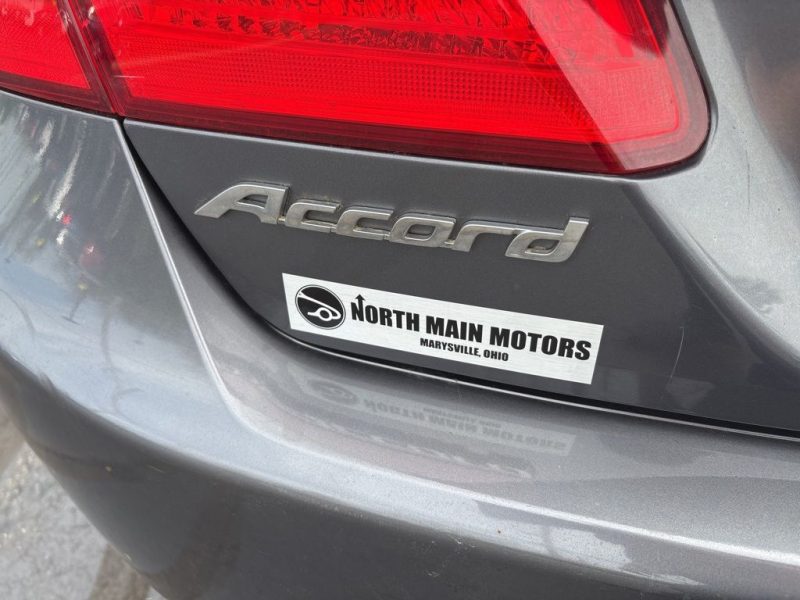 Accord
NORTH MAIN MOTORS
MARYSVILLE, OHIO